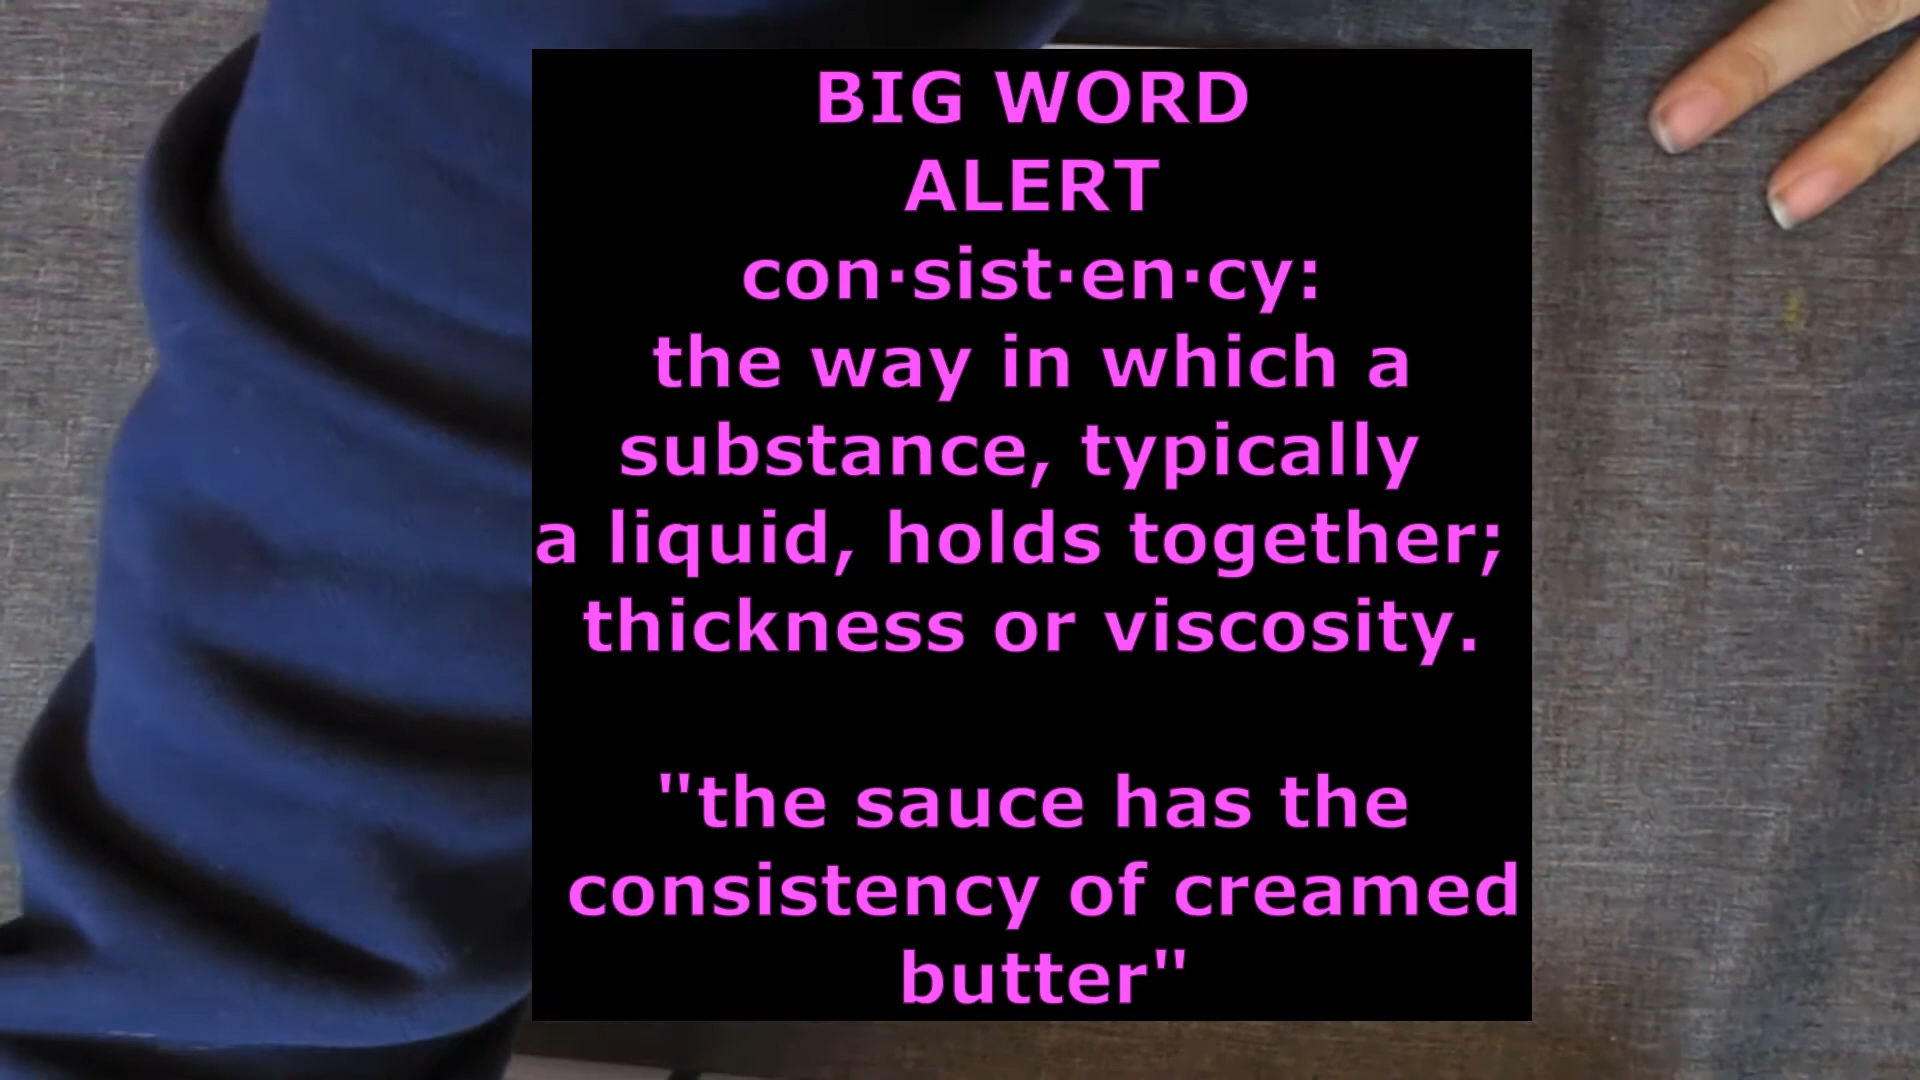 BIG WORD
ALERT
con·sist·en·cy:
the way in which a
substance, typically
a liquid, holds together;
thickness or viscosity.
"the sauce has the
consistency of creamed
butter"